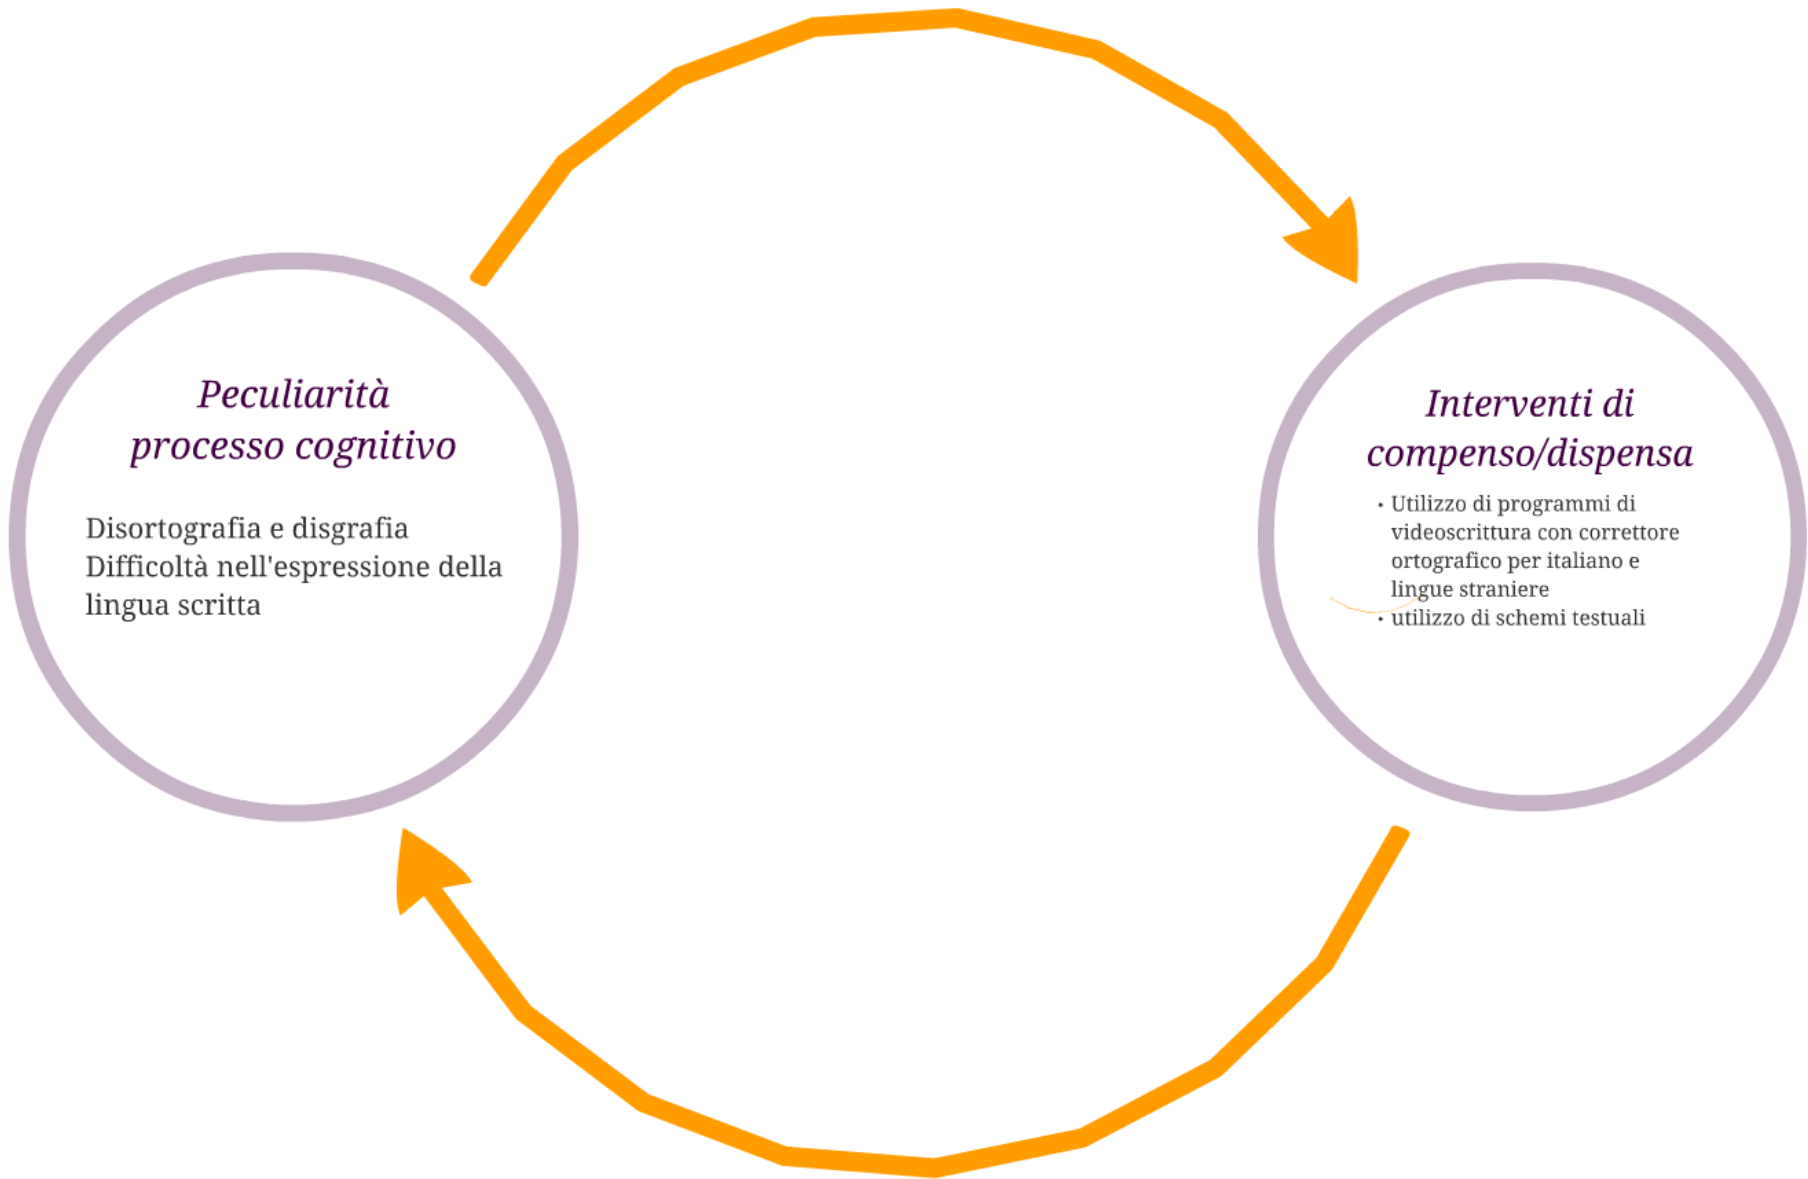 Peculiarità
processo cognitivo
Disortografia e disgrafia
Difficoltà nell'espressione della
lingua scritta
Interventi di
compenso/dispensa
• Utilizzo di programmi di
videoscrittura con correttore
ortografico per italiano e
lingue straniere
• utilizzo di schemi testuali